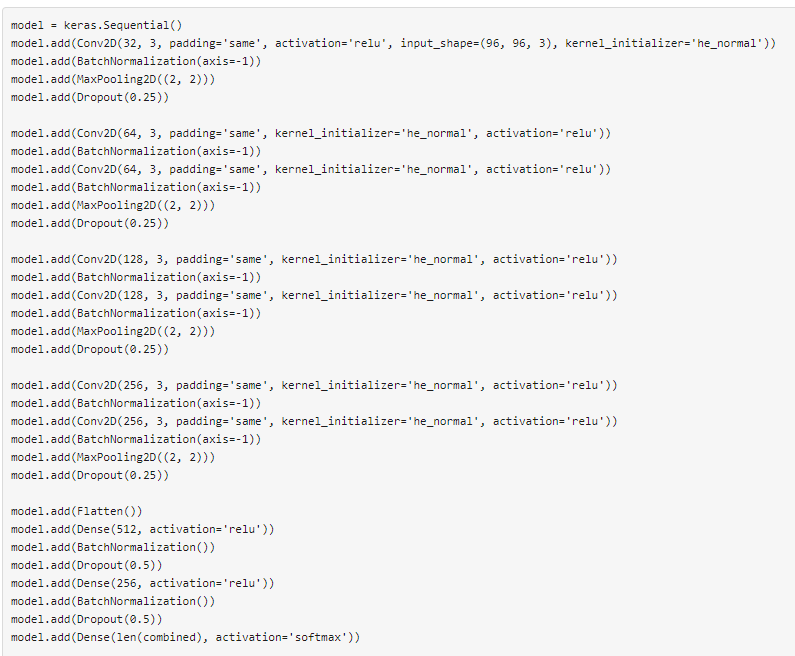 model = keras.Sequential()
model.add(Conv2D(32, 3, padding='same', activation='relu', input_shape=(96, 96, 3), kernel_initializer='he_normal'))
model.add(BatchNormalization(axis=-1))
model.add(MaxPooling2D((2, 2)))
model.add(Dropout(0.25))

model.add(Conv2D(64, 3, padding='same', kernel_initializer='he_normal', activation='relu'))
model.add(BatchNormalization(axis=-1))
model.add(Conv2D(64, 3, padding='same', kernel_initializer='he_normal', activation='relu'))
model.add(BatchNormalization(axis=-1))
model.add(MaxPooling2D((2, 2)))
model.add(Dropout(0.25))

model.add(Conv2D(128, 3, padding='same', kernel_initializer='he_normal', activation='relu'))
model.add(BatchNormalization(axis=-1))
model.add(Conv2D(128, 3, padding='same', kernel_initializer='he_normal', activation='relu'))
model.add(BatchNormalization(axis=-1))
model.add(MaxPooling2D((2, 2)))
model.add(Dropout(0.25))

model.add(Conv2D(256, 3, padding='same', kernel_initializer='he_normal', activation='relu'))
model.add(BatchNormalization(axis=-1))
model.add(Conv2D(256, 3, padding='same', kernel_initializer='he_normal', activation='relu'))
model.add(BatchNormalization(axis=-1))
model.add(MaxPooling2D((2, 2)))
model.add(Dropout(0.25))

model.add(Flatten())
model.add(Dense(512, activation='relu'))
model.add(BatchNormalization())
model.add(Dropout(0.5))
model.add(Dense(256, activation='relu'))
model.add(BatchNormalization())
model.add(Dropout(0.5))
model.add(Dense(len(combined), activation='softmax'))